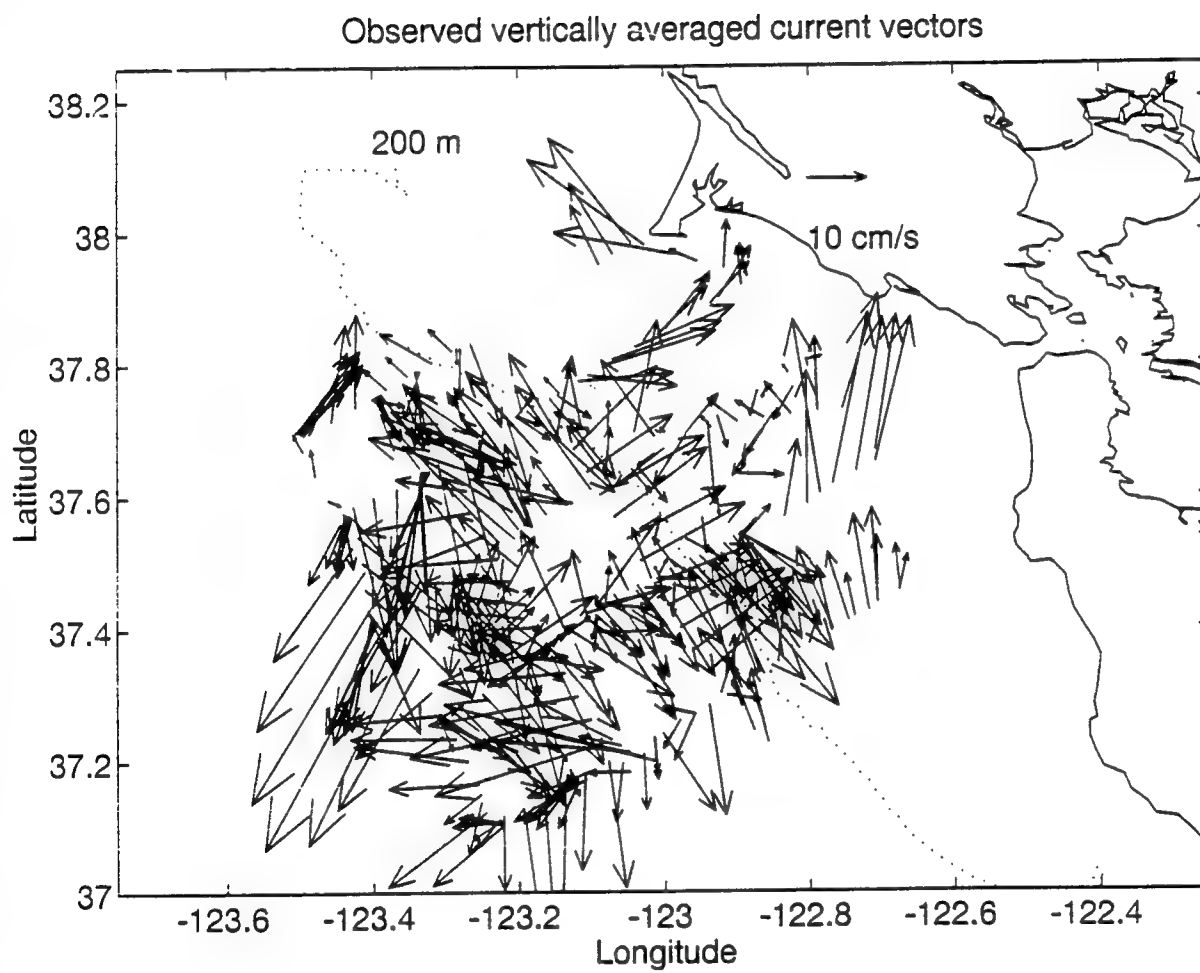 Observed vertically averaged current vectors
38.2
200 m
38
10 cm/s
37.8
37.6
37.4
37.2
37
Latitude
-123.6
-123.4
-123.2
-123
-122.8
-122.6
-122.4
Longitude